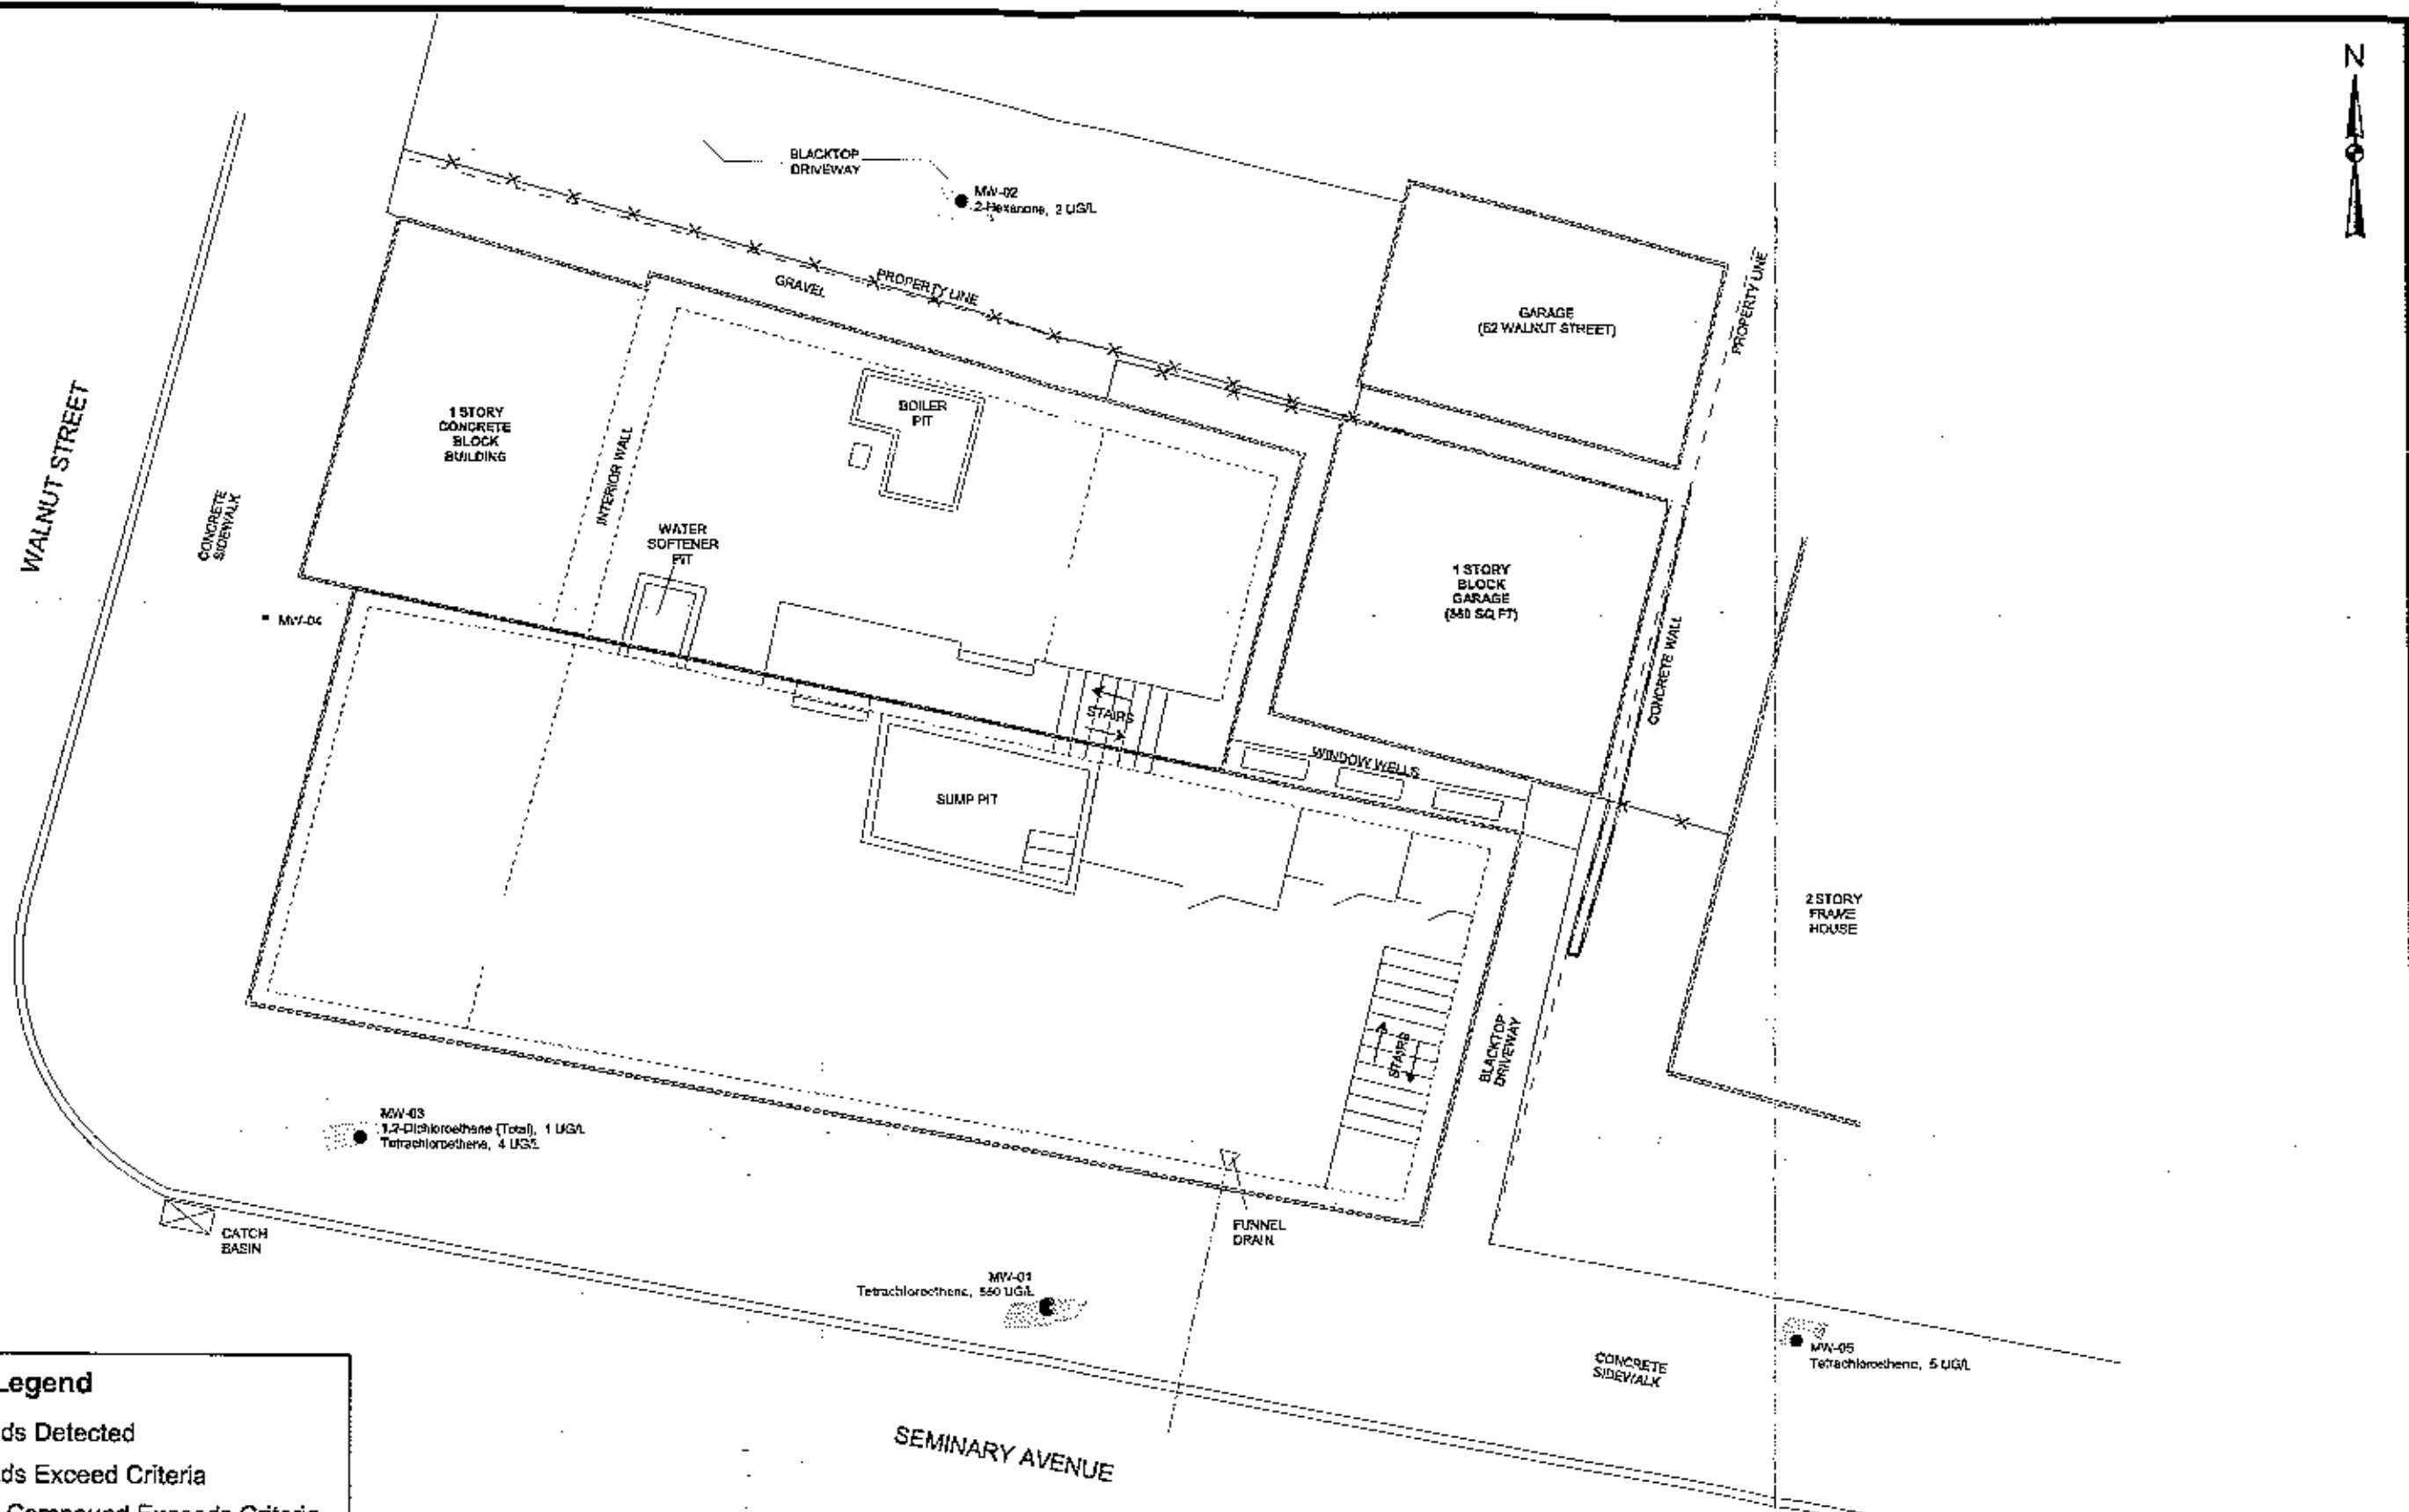 N
BLACKTOP
DRIVEWAY
MW-02
2-Hexanone, 2 UG/L
PROPERTY LINE
GRAVEL
GARAGE
(62 WALNUT STREET)
PROPERTY LINE
WALNUT STREET
CONCRETE
SIDEWALK
1 STORY
CONCRETE
BLOCK
BUILDING
INTERIOR WALL
BOILER
PIT
WATER
SOFTENER
PIT
1 STORY
BLOCK
GARAGE
CONCRETE WALL
MW-04
STAIRS
WINDOW WELLS
SUMP PIT
2 STORY
FRAME
HOUSE
STAIRS
BLACKTOP
DRIVEWAY
MW-03
1,2-Dichloroethene (Total), 1 UG/L
Tetrachloroethene, 4 UG/L
CATCH
BASIN
FUNNEL
DRAIN
MW-01
Tetrachloroethene, 550 UG/L
CONCRETE
SIDEWALK
MW-05
Tetrachloroethene, 5 UG/L
SEMINARY AVENUE
Legend
ds Detected
ds Exceed Criteria
Compound Exceeds Criteria